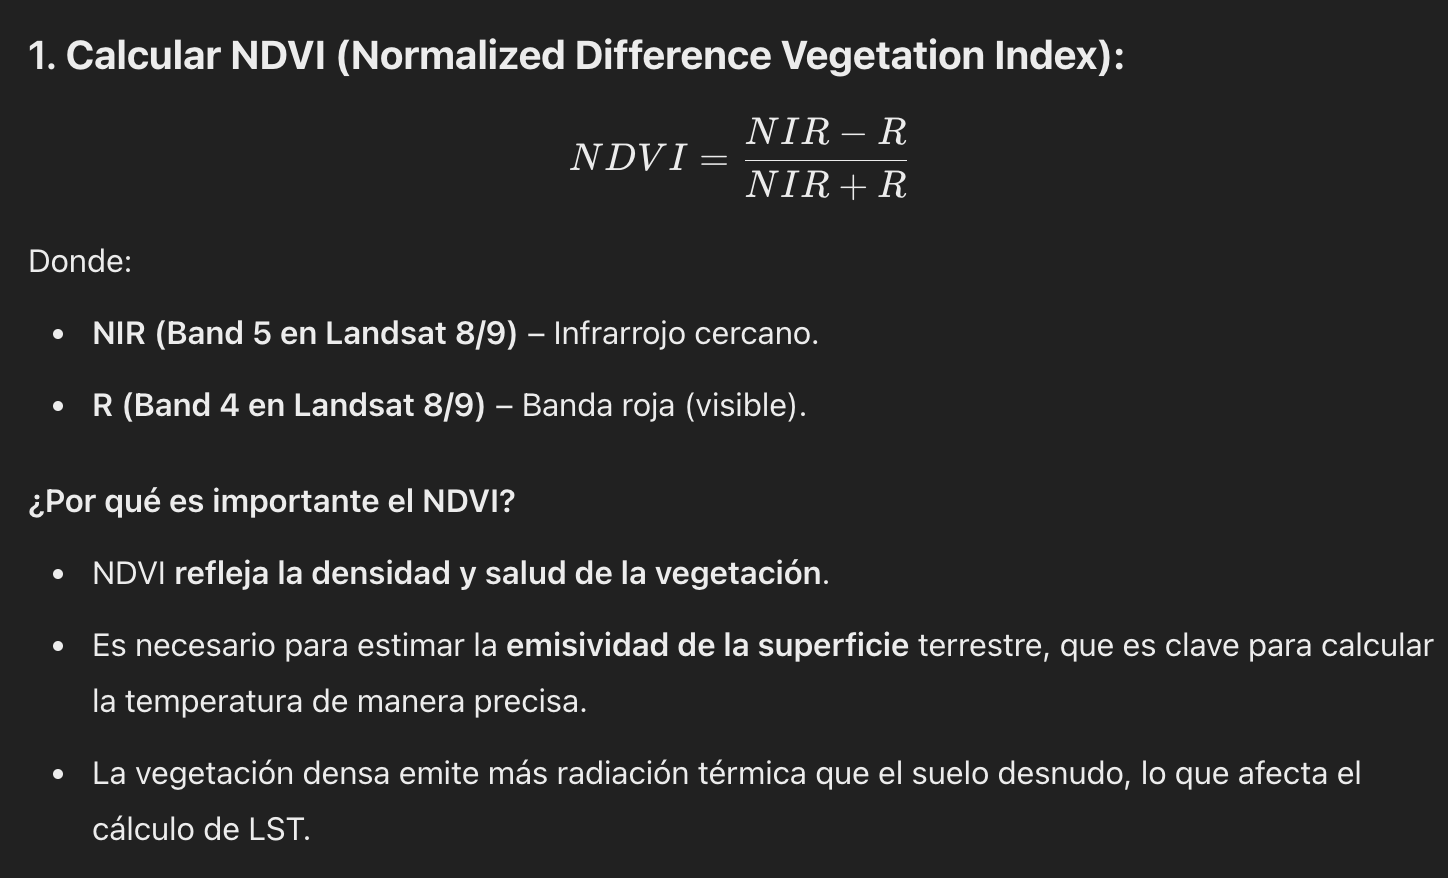 1. Calcular NDVI (Normalized Difference Vegetation Index):
NDVI = \frac{NIR - R}{NIR + R}
Donde:
• NIR (Band 5 en Landsat 8/9) – Infrarrojo cercano.
• R (Band 4 en Landsat 8/9) – Banda roja (visible).
¿Por qué es importante el NDVI?
• NDVI refleja la densidad y salud de la vegetación.
• Es necesario para estimar la emisividad de la superficie terrestre, que es clave para calcular
la temperatura de manera precisa.
• La vegetación densa emite más radiación térmica que el suelo desnudo, lo que afecta el
cálculo de LST.